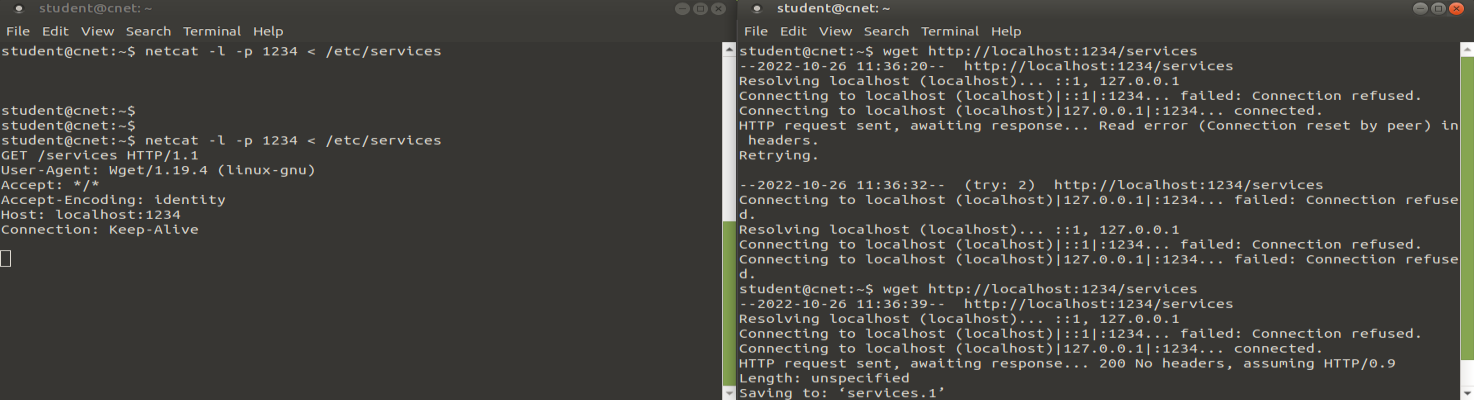 student@cnet: ~
File Edit View Search Terminal Help
student@cnet:~$ netcat -l -p 1234 < /etc/services
student@cnet:~$
student@cnet:~$
student@cnet:~$ netcat -l -p 1234 < /etc/services
GET /services HTTP/1.1
User-Agent: Wget/1.19.4 (linux-gnu)
Accept: */*
Accept-Encoding: identity
Host: localhost:1234
Connection: Keep-Alive
student@cnet: ~
File Edit View Search Terminal Help
student@cnet:~$ wget http://localhost:1234/services
--2022-10-26 11:36:20--  http://localhost:1234/services
Resolving localhost (localhost)... ::1, 127.0.0.1
Connecting to localhost (localhost)|::1|:1234... failed: Connection refused.
Connecting to localhost (localhost)|127.0.0.1|:1234... connected.
HTTP request sent, awaiting response... Read error (Connection reset by peer) in
 headers.
Retrying.
--2022-10-26 11:36:32--  (try: 2)  http://localhost:1234/services
Connecting to localhost (localhost)|127.0.0.1|:1234... failed: Connection refuse
d.
Resolving localhost (localhost)... ::1, 127.0.0.1
Connecting to localhost (localhost)|::1|:1234... failed: Connection refused.
Connecting to localhost (localhost)|127.0.0.1|:1234... failed: Connection refuse
d.
student@cnet:~$ wget http://localhost:1234/services
--2022-10-26 11:36:39--  http://localhost:1234/services
Resolving localhost (localhost)... ::1, 127.0.0.1
Connecting to localhost (localhost)|::1|:1234... failed: Connection refused.
Connecting to localhost (localhost)|127.0.0.1|:1234... connected.
HTTP request sent, awaiting response... 200 No headers, assuming HTTP/0.9
Length: unspecified
Saving to: ‘services.1’